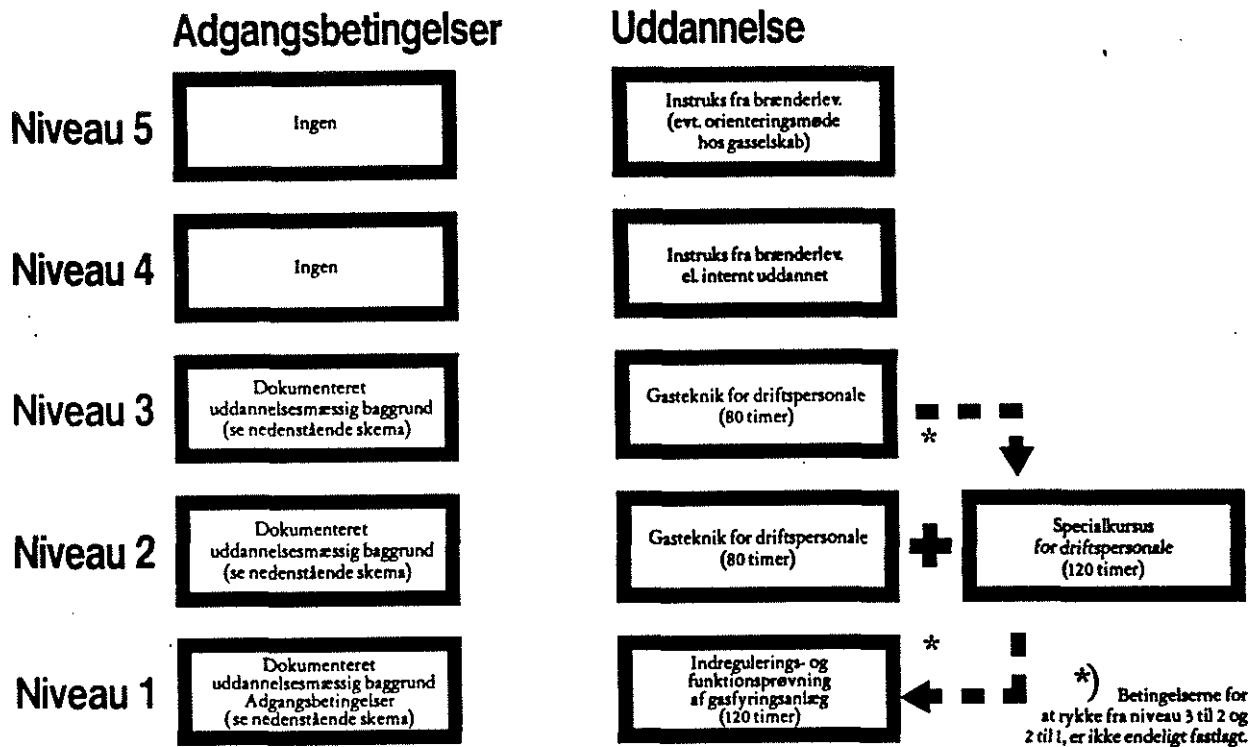 Adgangsbetingelser
Uddannelse
Niveau 5
Ingen
Instruks fra brænderlev.
(evt. orienteringsmøde
hos gasselskab)
Niveau 4
Ingen
Instruks fra brænderlev.
el. internt uddannet
Niveau 3
Dokumenteret
uddannelsesmæssig baggrund
(se nedenstående skema)
Gasteknik for driftspersonale
(80 timer)
*
Niveau 2
Dokumenteret
uddannelsesmæssig baggrund
(se nedenstående skema)
Gasteknik for driftspersonale
(80 timer)
+
Specialkursus
for driftspersonale
(120 timer)
Niveau 1
Dokumenteret
uddannelsesmæssig baggrund
Adgangsbetingelser
(se nedenstående skema)
Indregulerings- og
funktionsprøvning
af gasfyringsanlæg
(120 timer)
*
*) Betingelserne for
at rykke fra niveau 3 til 2 og
2 til 1, er ikke endeligt fastlagt.